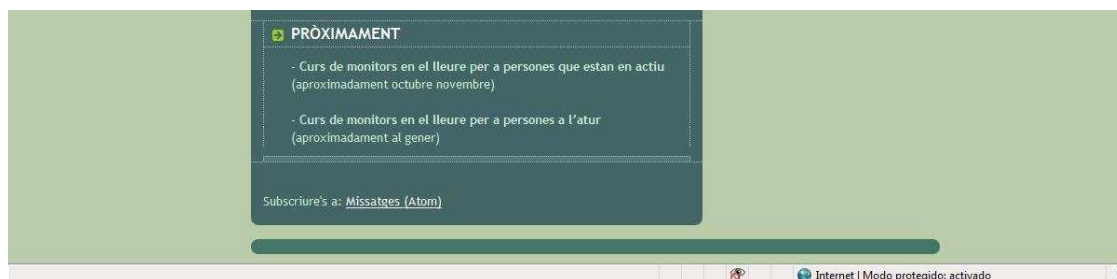 PRÒXIMAMENT
- Curs de monitors en el lleure per a persones que estan en actiu
(aproximadament octubre novembre)
- Curs de monitors en el lleure per a persones a l'atur
(aproximadament al gener)
Subscriure's a: Missatges (Atom)
Internet | Modo protegido: activado